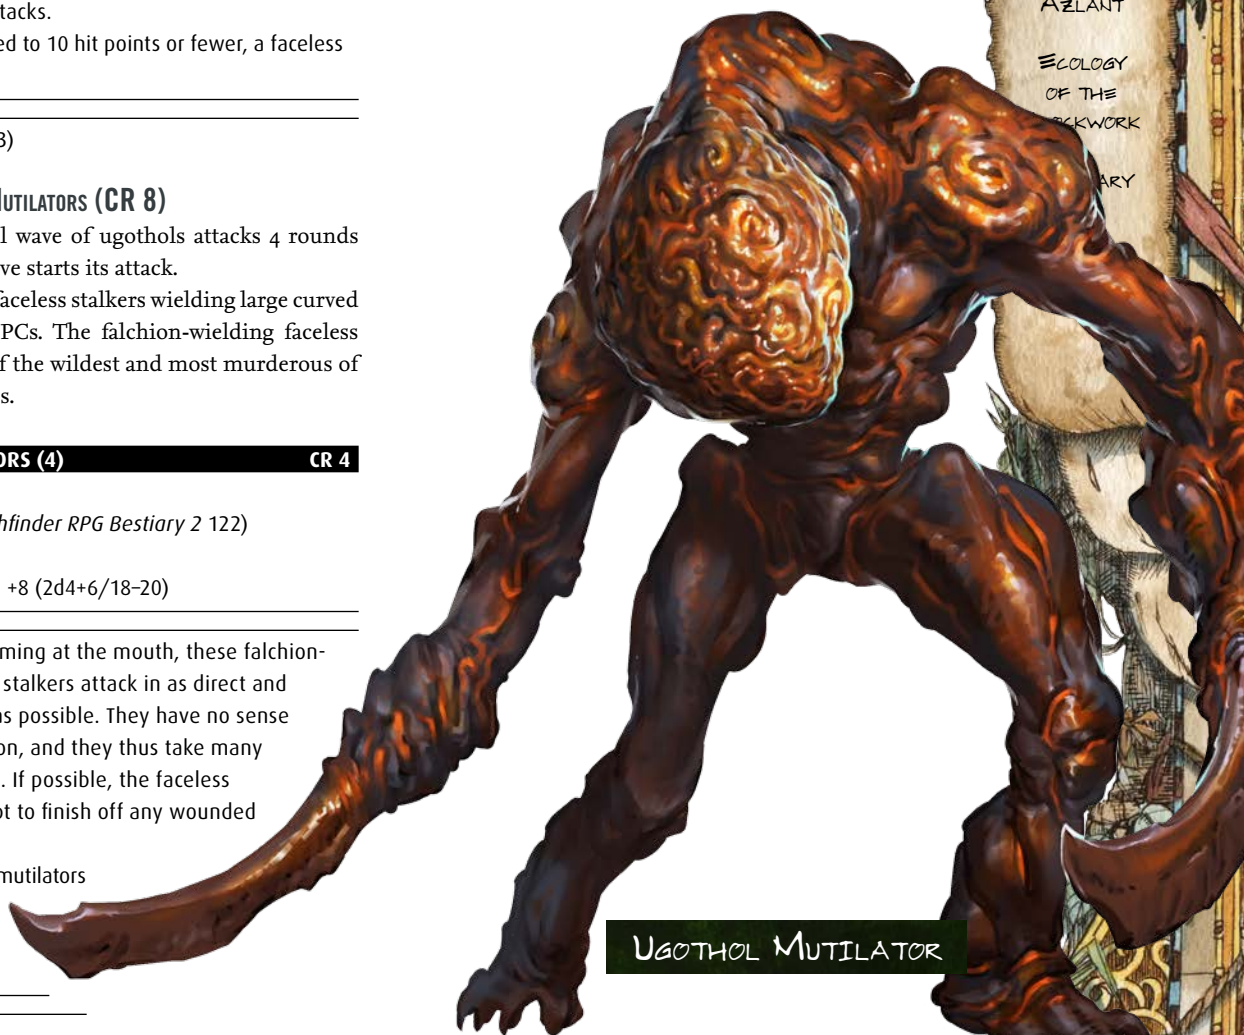 tacks.
ed to 10 hit points or fewer, a faceless
3)
MUTILATORS (CR 8)
l wave of ugothols attacks 4 rounds
ve starts its attack.
faceless stalkers wielding large curved
PCs. The falchion-wielding faceless
f the wildest and most murderous of
s.
ORS (4) CR 4
hfinder RPG Bestiary 2 122)
+8 (2d4+6/18–20)
ming at the mouth, these falchion-
stalkers attack in as direct and
as possible. They have no sense
on, and they thus take many
. If possible, the faceless
ot to finish off any wounded
mutilators
AZLANT
ECOLOGY
OF THE
OCKWORK
ARY
UGOTHOL MUTILATOR